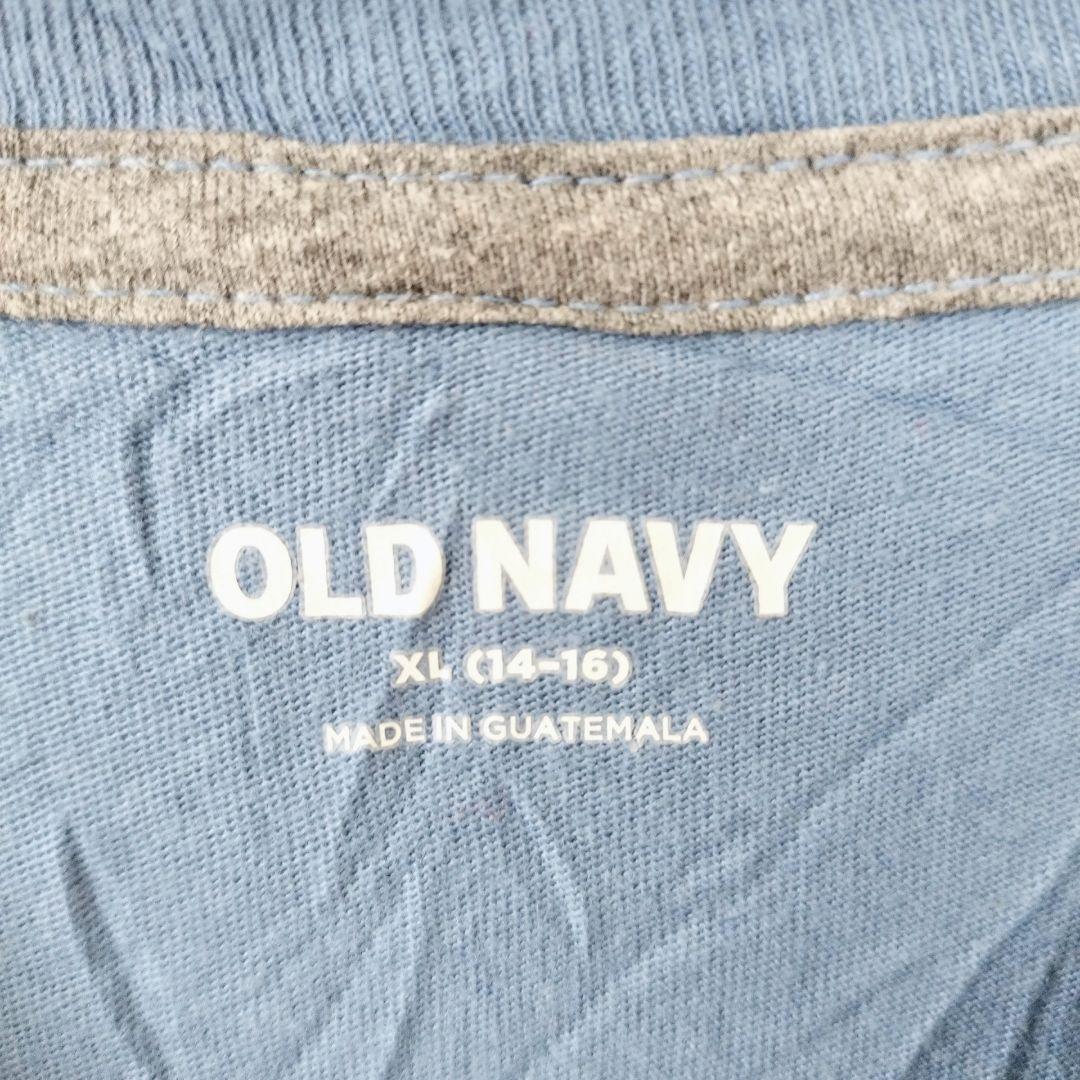 OLD NAVY
XL (14-16)
MADE IN GUATEMALA